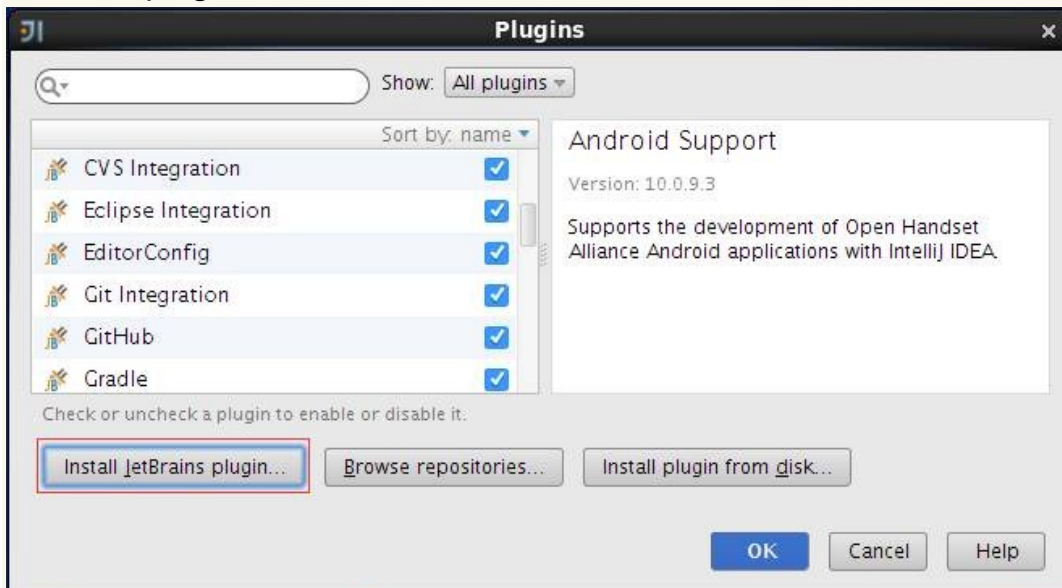 Plugins
Show: All plugins
Sort by: name
CVS Integration
Eclipse Integration
EditorConfig
Git Integration
GitHub
Gradle
Android Support
Version: 10.0.9.3
Supports the development of Open Handset
Alliance Android applications with IntelliJ IDEA.
Check or uncheck a plugin to enable or disable it.
Install JetBrains plugin...
Browse repositories...
Install plugin from disk...
OK
Cancel
Help